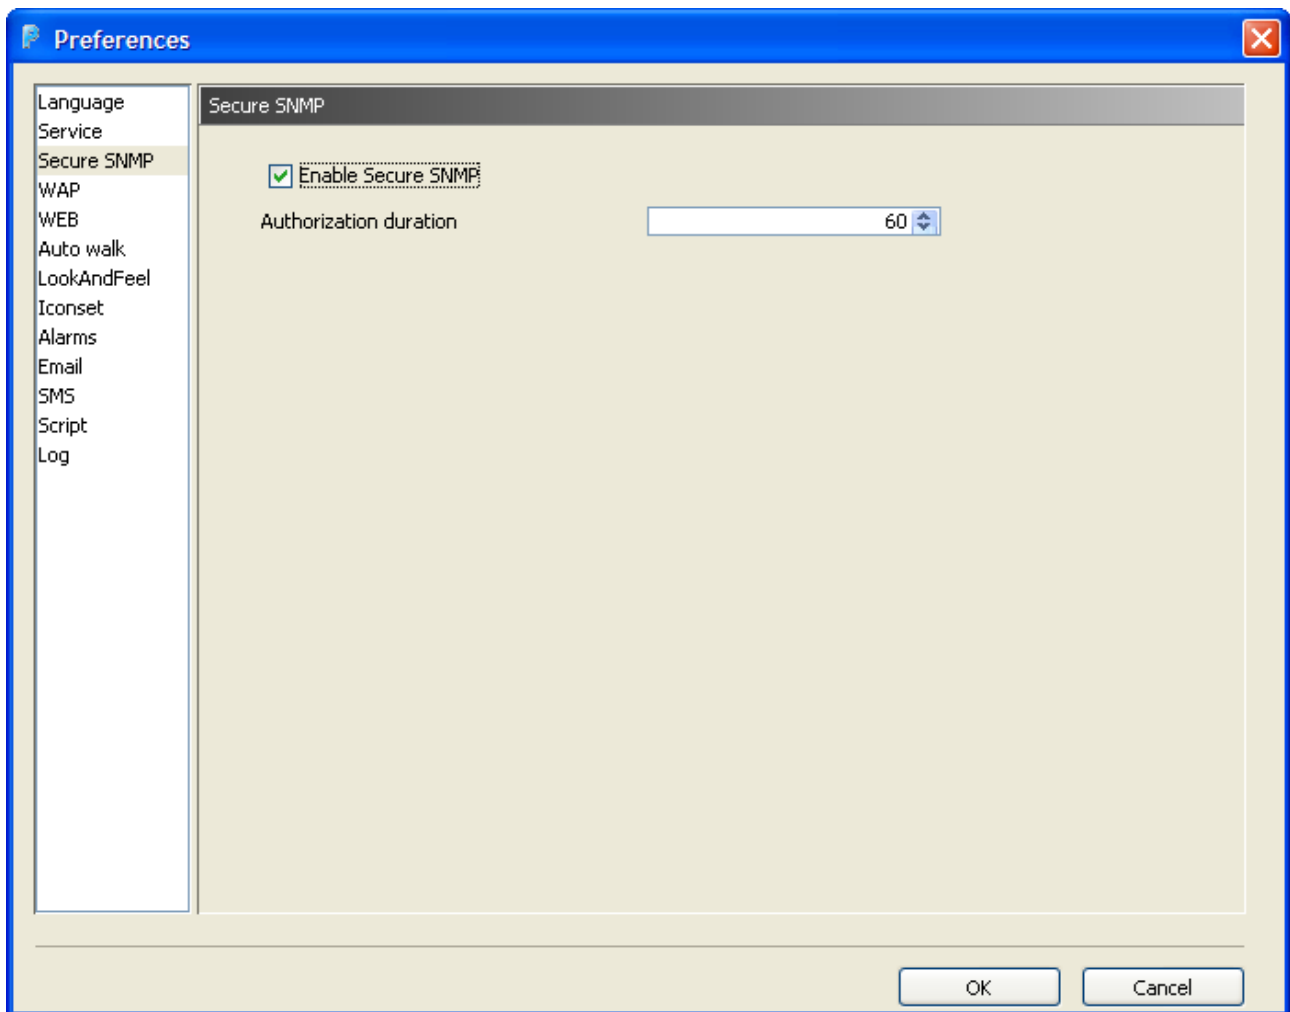 Preferences
Language
Service
Secure SNMP
WAP
WEB
Auto walk
LookAndFeel
Iconset
Alarms
Email
SMS
Script
Log
Secure SNMP
Enable Secure SNMP
Authorization duration 60
OK Cancel